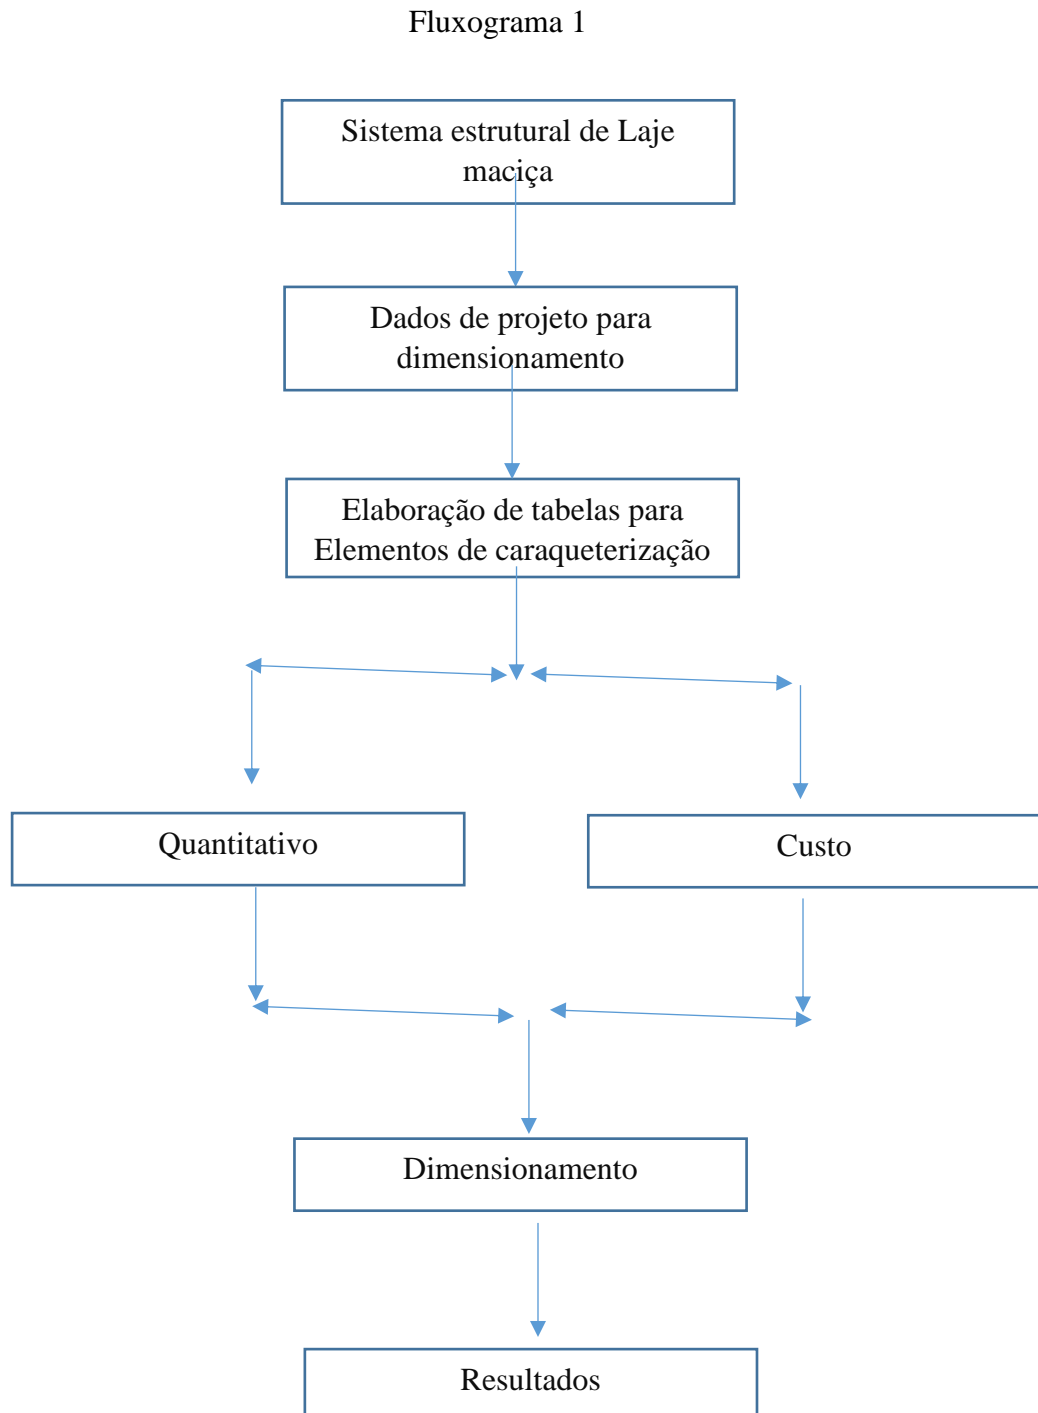 Fluxograma 1
Sistema estrutural de Laje
maciça
Dados de projeto para
dimensionamento
Elaboração de tabelas para
Elementos de caraqueterização
Quantitativo
Custo
Dimensionamento
Resultados